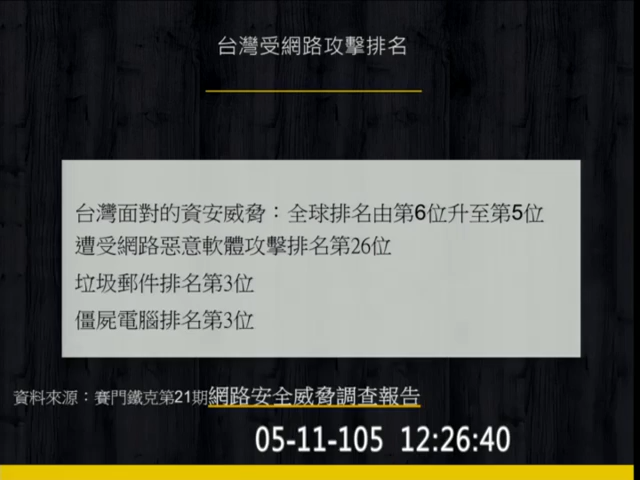 台灣受網路攻擊排名
台灣面對的資安威脅：全球排名由第6位升至第5位
遭受網路惡意軟體攻擊排名第26位
垃圾郵件排名第3位
僵屍電腦排名第3位
資料來源：賽門鐵克第21期網路安全威脅調查報告
05-11-105 12:26:40